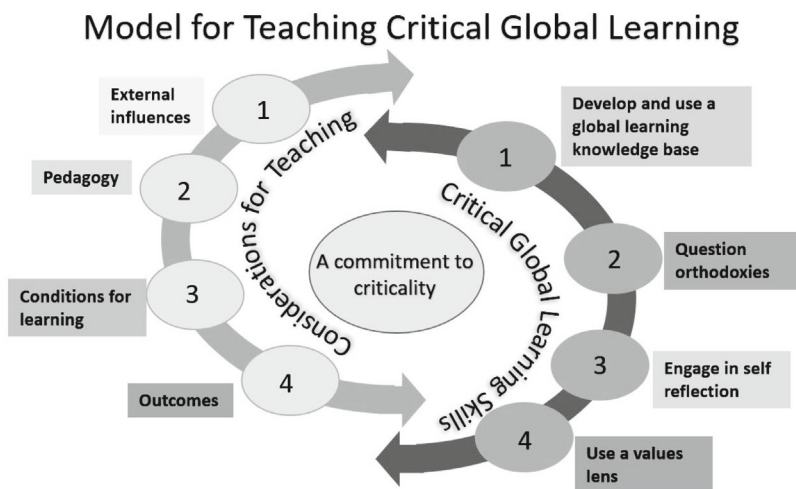 Model for Teaching Critical Global Learning
External
influences
1
Pedagogy
2
Conditions for
learning
3
Outcomes
4
Considerations for Teaching
A commitment to
criticality
Critical Global Learning Skills
1
Develop and use a
global learning
knowledge base
2
Question
orthodoxies
3
Engage in self
reflection
4
Use a values
lens